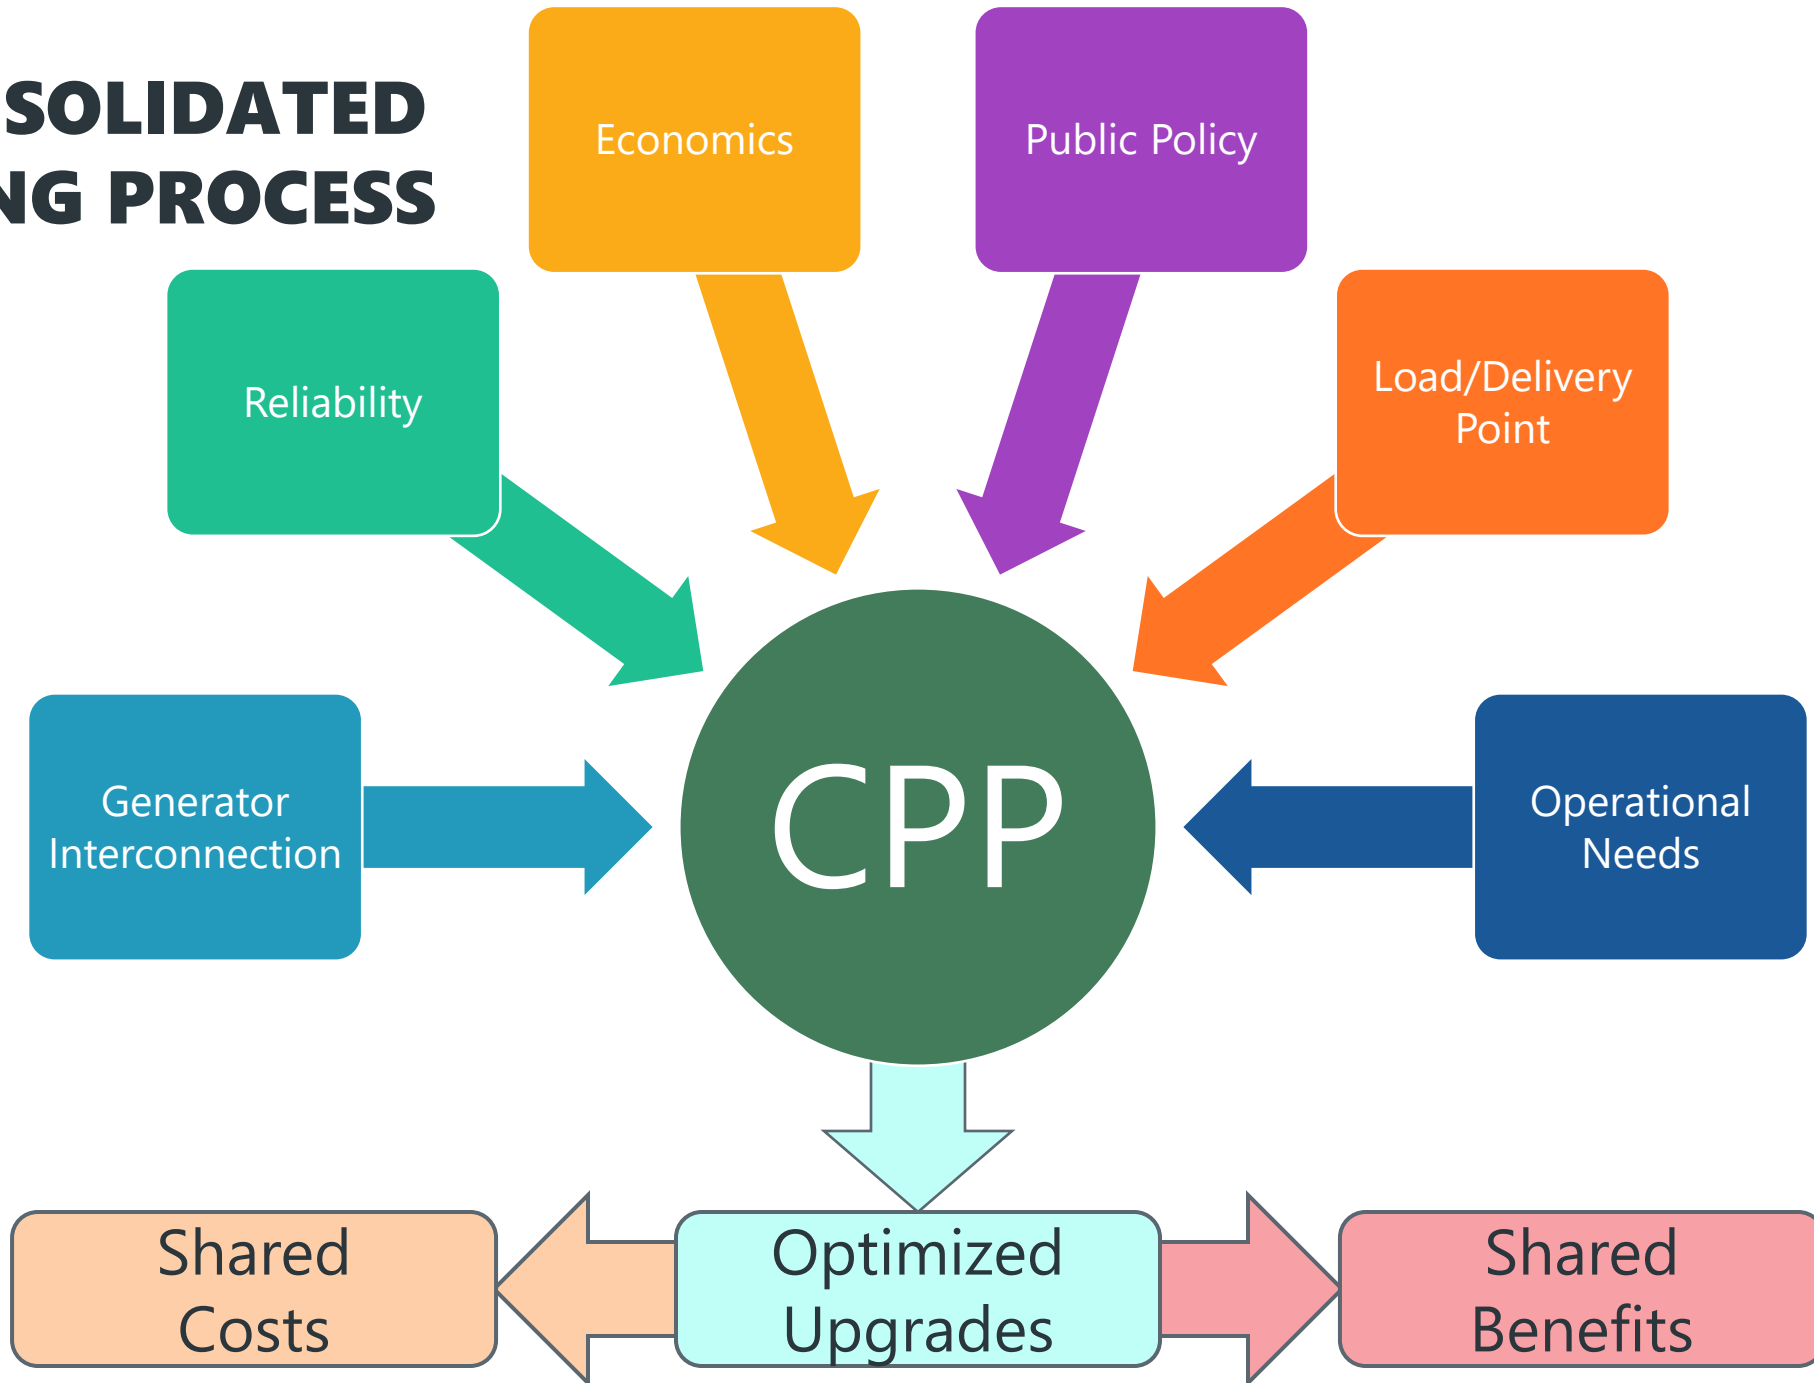 SOLIDATED
NG PROCESS
Economics
Public Policy
Reliability
Load/Delivery
Point
Generator
Interconnection
CPP
Operational
Needs
Shared
Costs
Optimized
Upgrades
Shared
Benefits